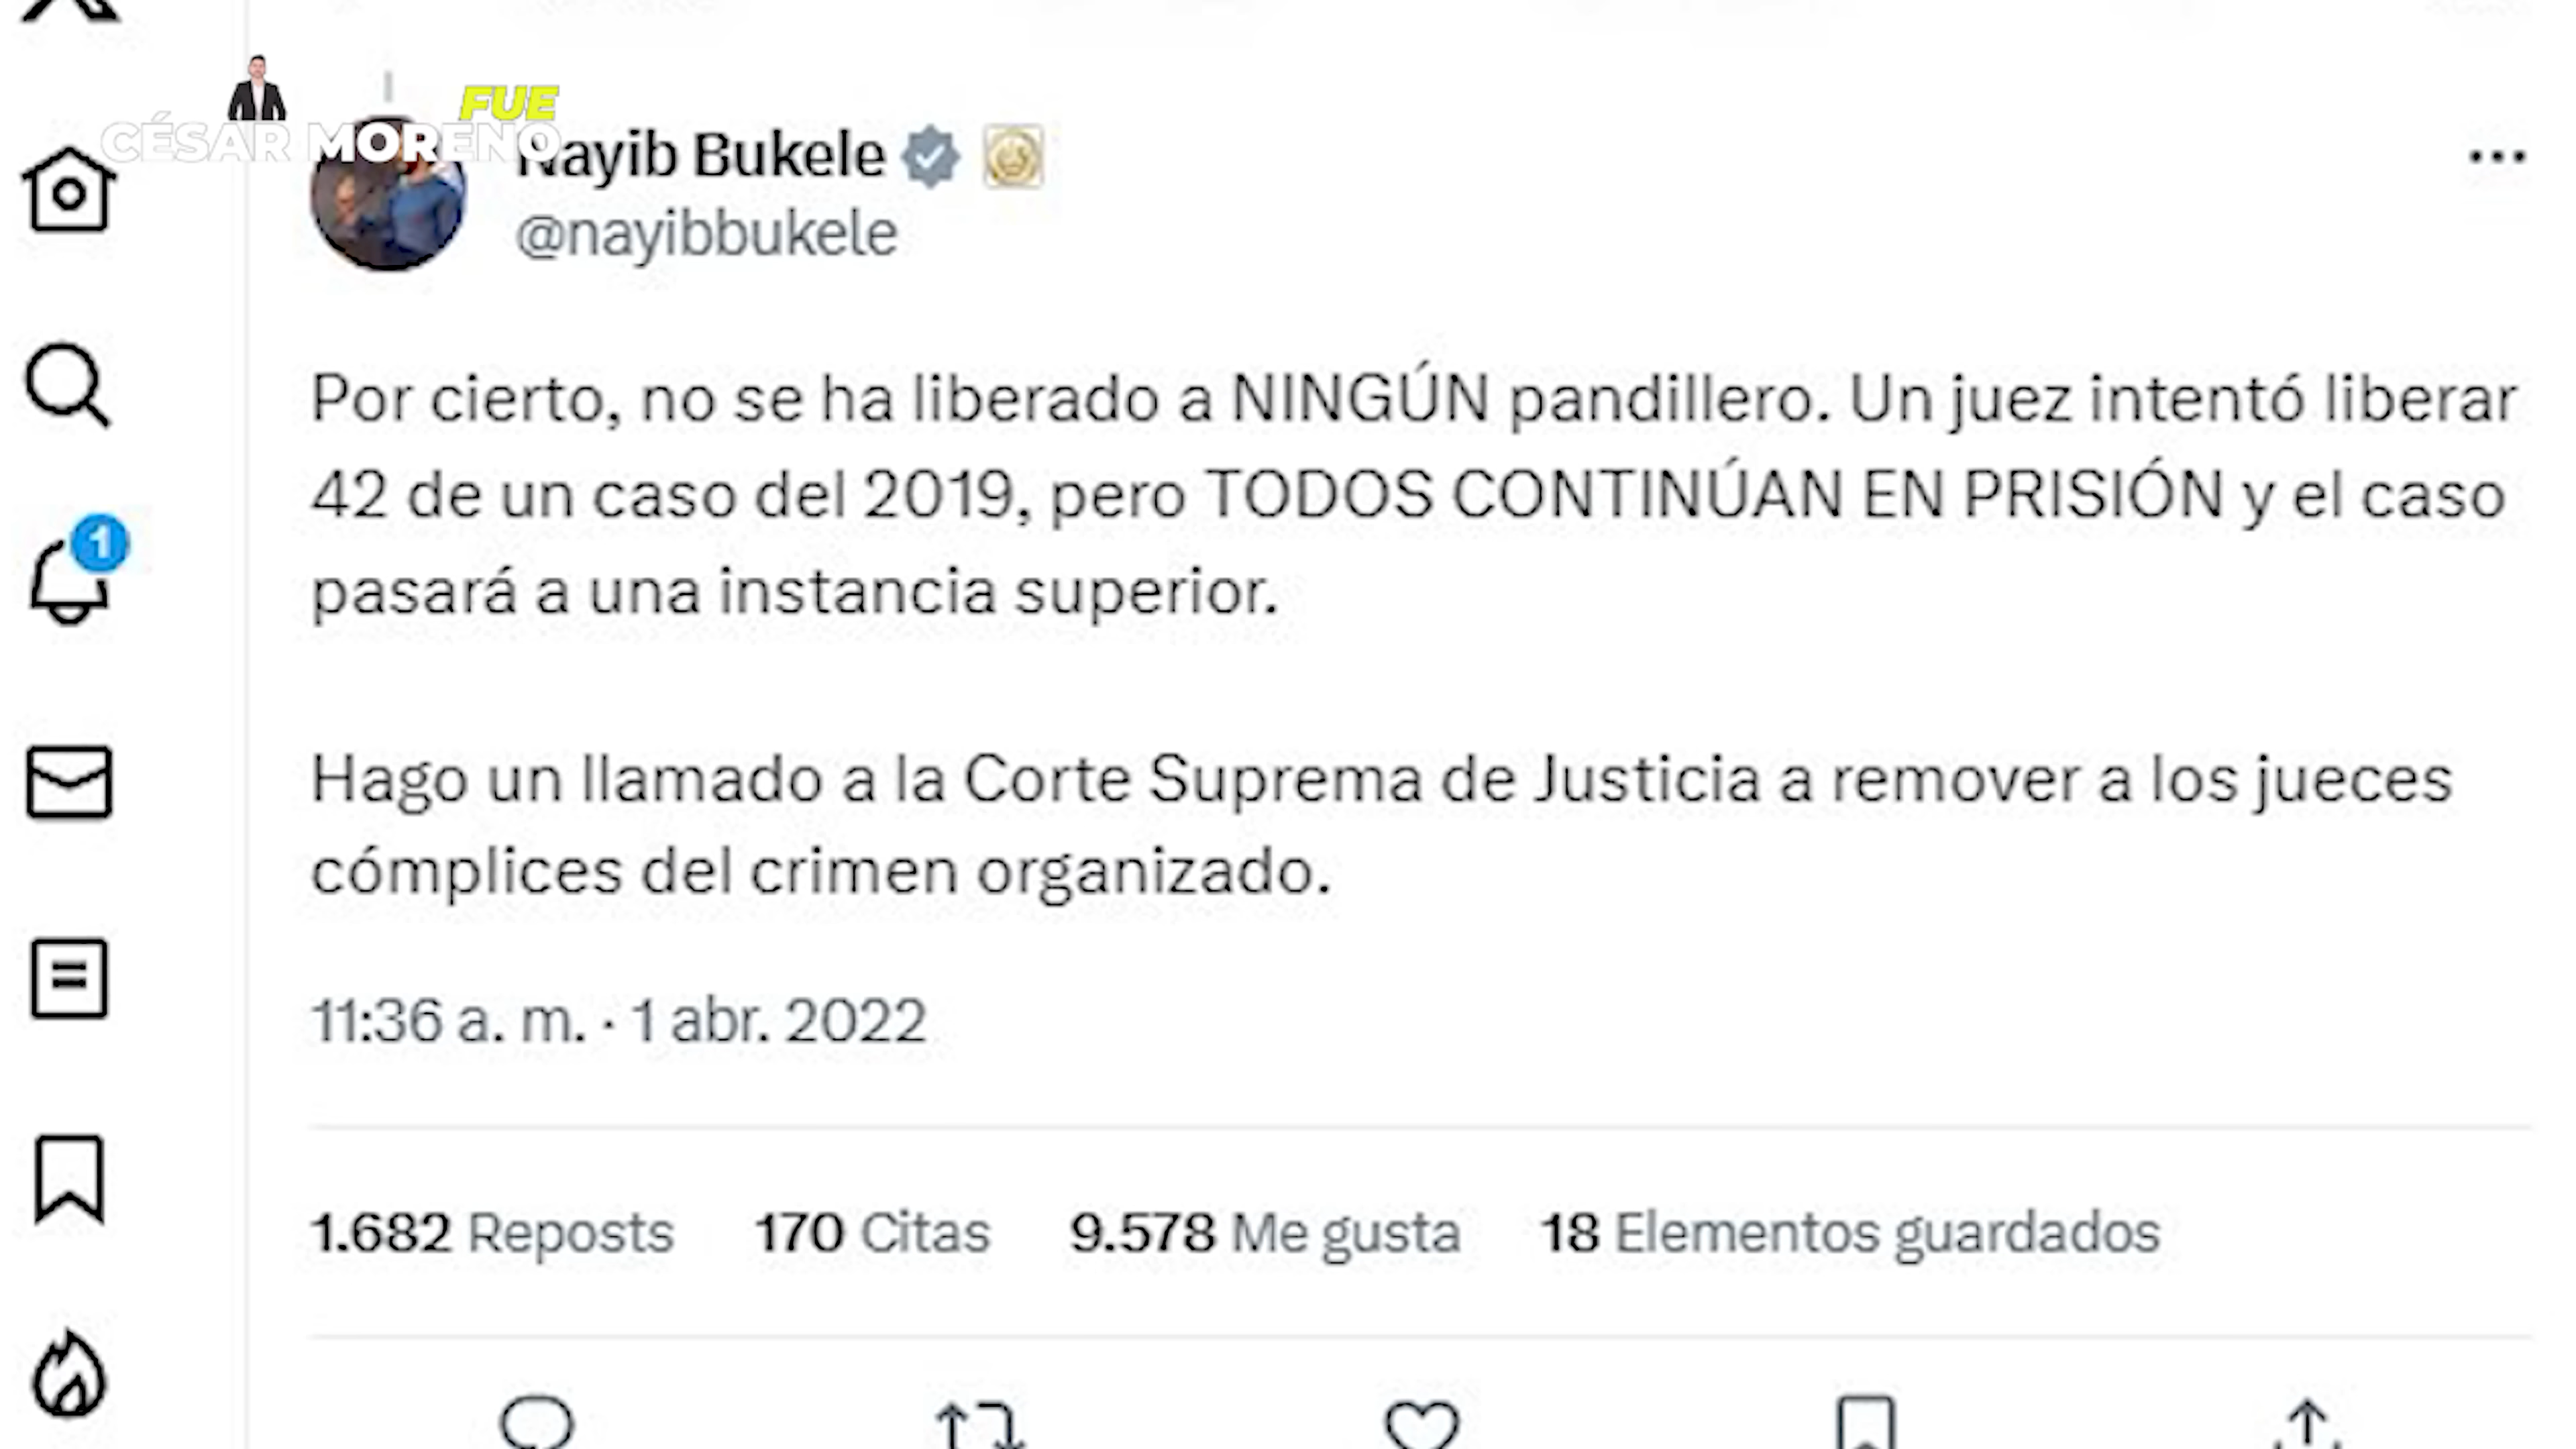 FUE
CÉSAR MORENO
Nayib Bukele
@nayibbukele
Por cierto, no se ha liberado a NINGÚN pandillero. Un juez intentó liberar
42 de un caso del 2019, pero TODOS CONTINÚAN EN PRISIÓN y el caso
pasará a una instancia superior.
Hago un llamado a la Corte Suprema de Justicia a remover a los jueces
cómplices del crimen organizado.
11:36 a. m. · 1 abr. 2022
1.682 Reposts 170 Citas 9.578 Me gusta 18 Elementos guardados
1